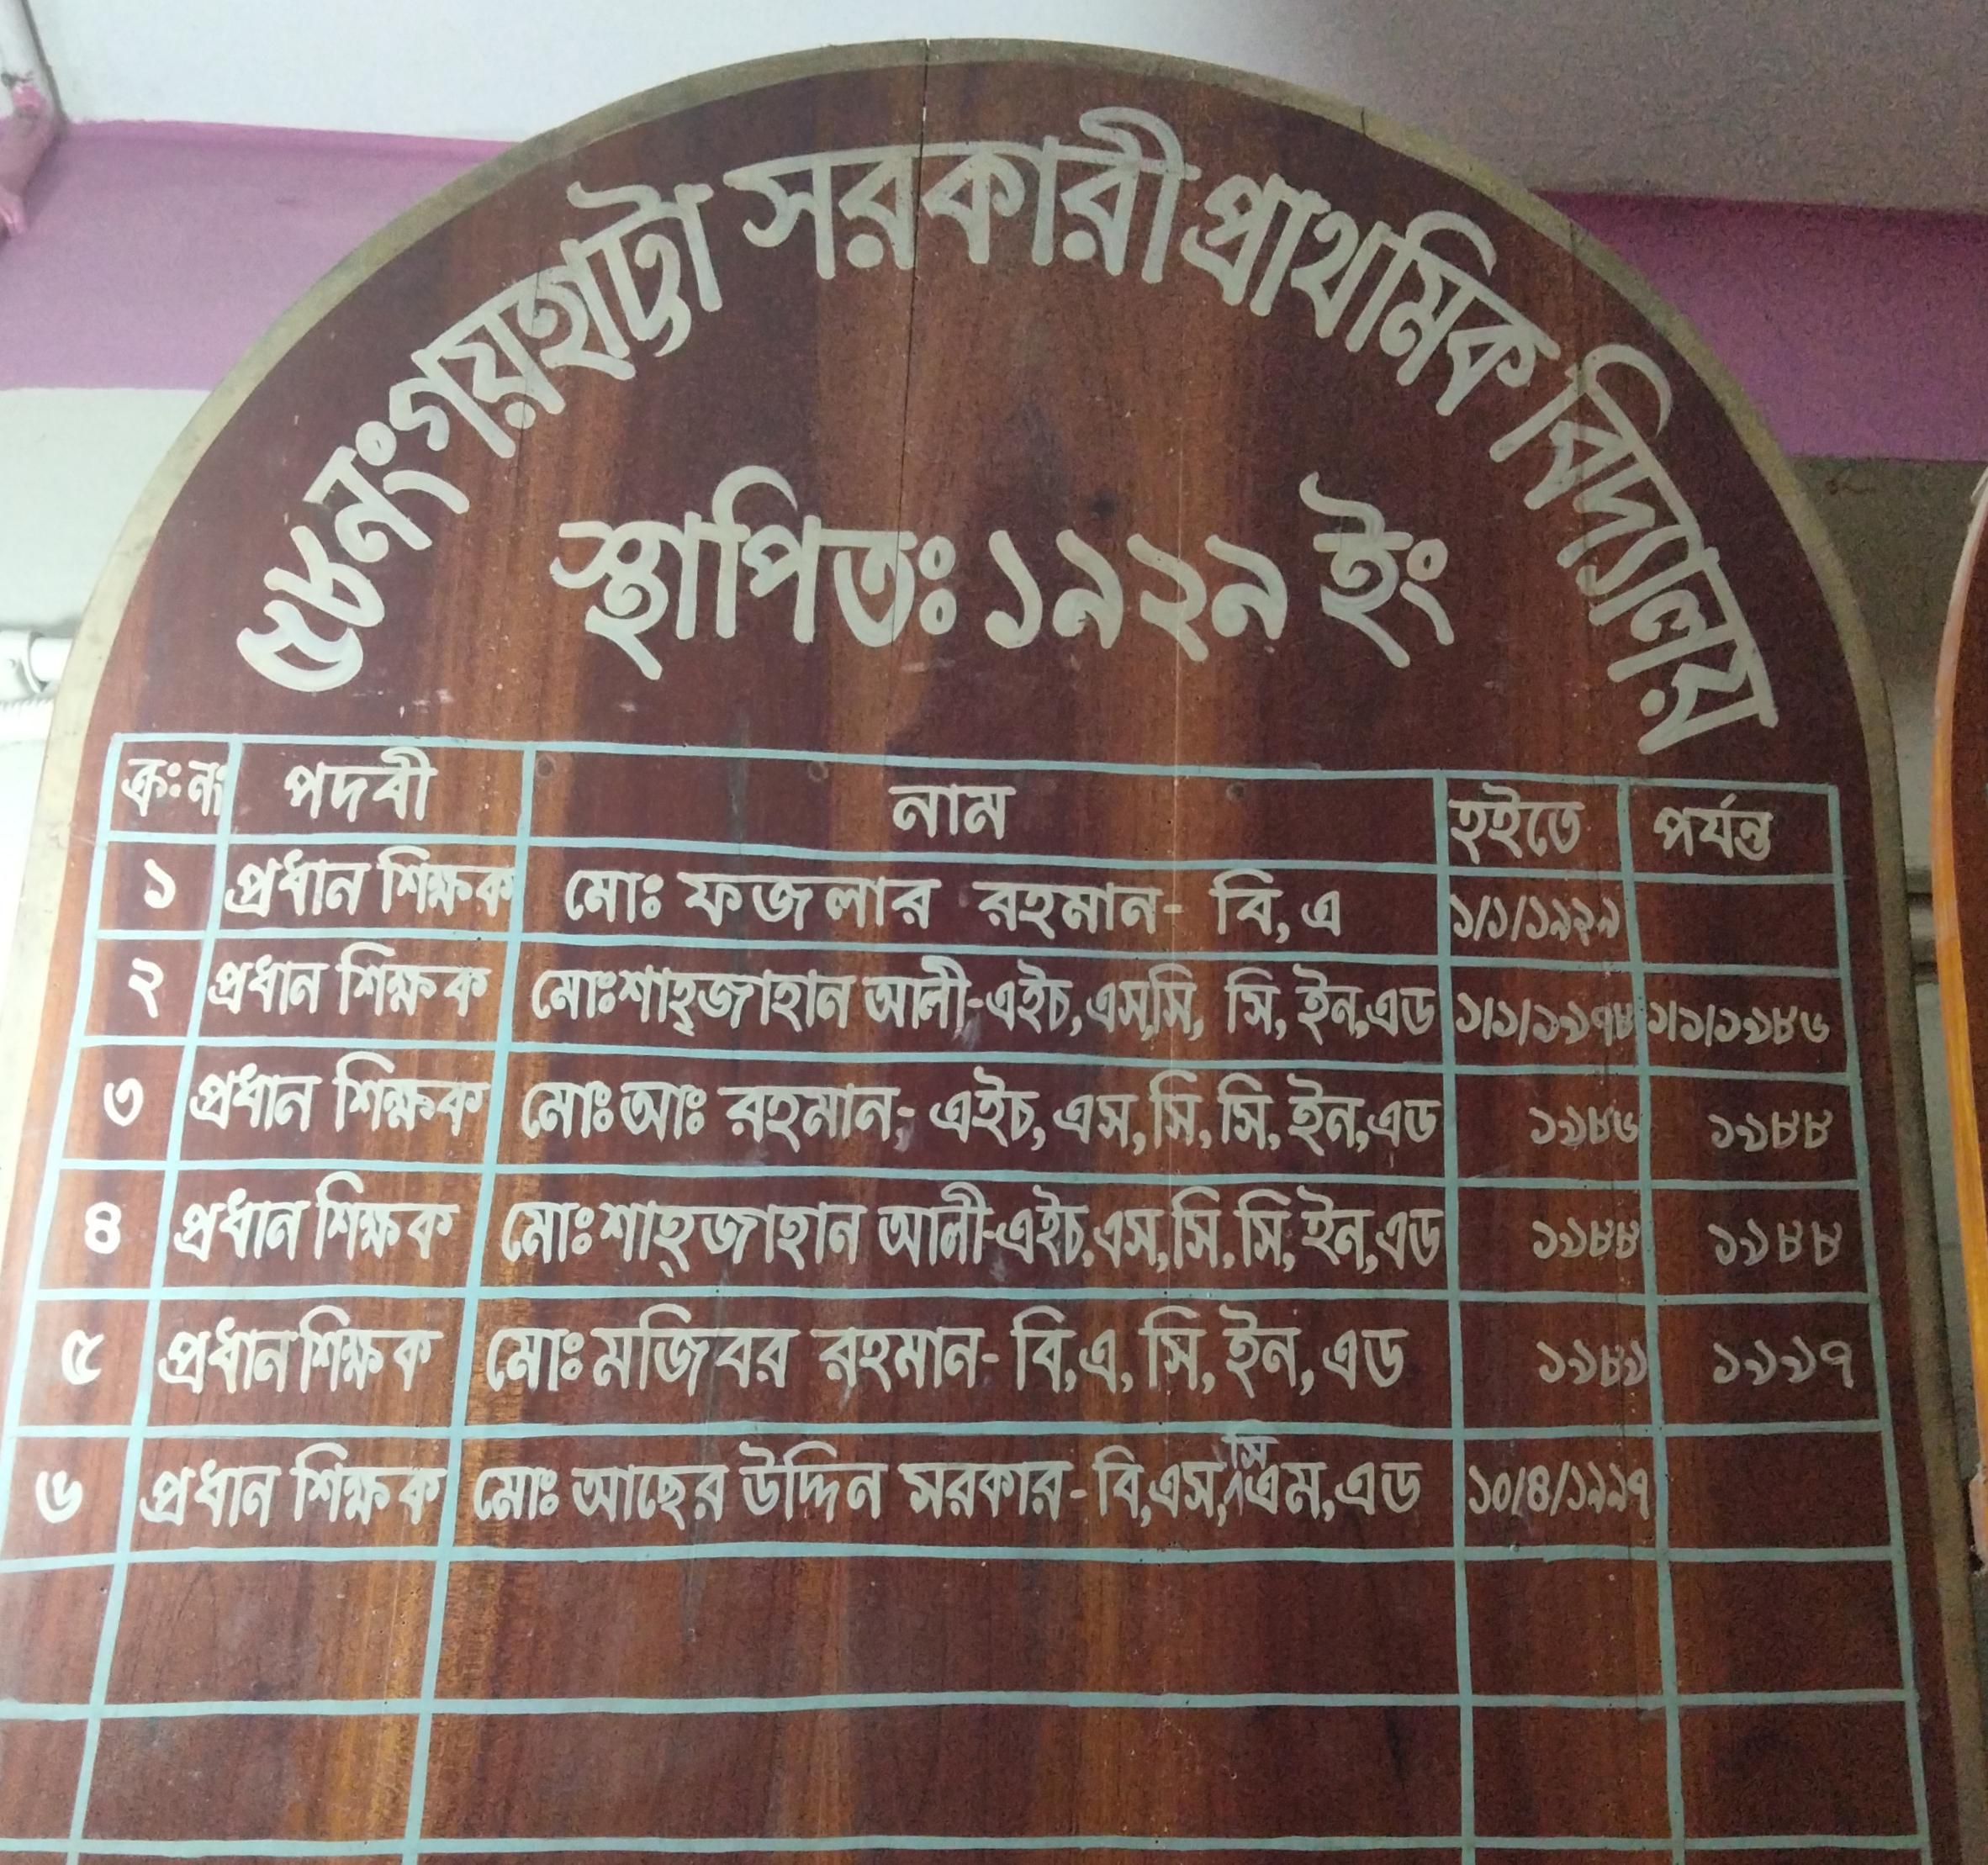 ৫৮নং গয়হাট্টা সরকারী প্রাথমিক বিদ্যালয়
স্থাপিতঃ ১৯২৯ ইং
ক্রঃনং পদবী নাম হইতে পর্যন্ত
১ প্রধান শিক্ষক মোঃ ফজলার রহমান- বি,এ ১/১/১৯২৯
২ প্রধান শিক্ষক মোঃশাহ্জাহান আলী-এইচ,এস,সি, সি,ইন,এড ১/১/১৯৭৮ ১/১/১৯৮৬
৩ প্রধান শিক্ষক মোঃআঃ রহমান,- এইচ,এস,সি,সি,ইন,এড ১৯৮৬ ১৯৮৮
৪ প্রধান শিক্ষক মোঃশাহ্জাহান আলী-এইচ,এস,সি,সি,ইন,এড ১৯৮৮ ১৯৮৮
৫ প্রধান শিক্ষক মোঃমজিবর রহমান- বি,এ,সি,ইন,এড ১৯৮৯ ১৯৯৭
৬ প্রধান শিক্ষক মোঃ আছের উদ্দিন সরকার- বি,এস,সি এম,এড ১০/৪/১৯৯৭